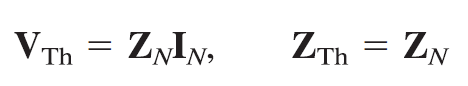 V_Th = Z_N I_N, Z_Th = Z_N